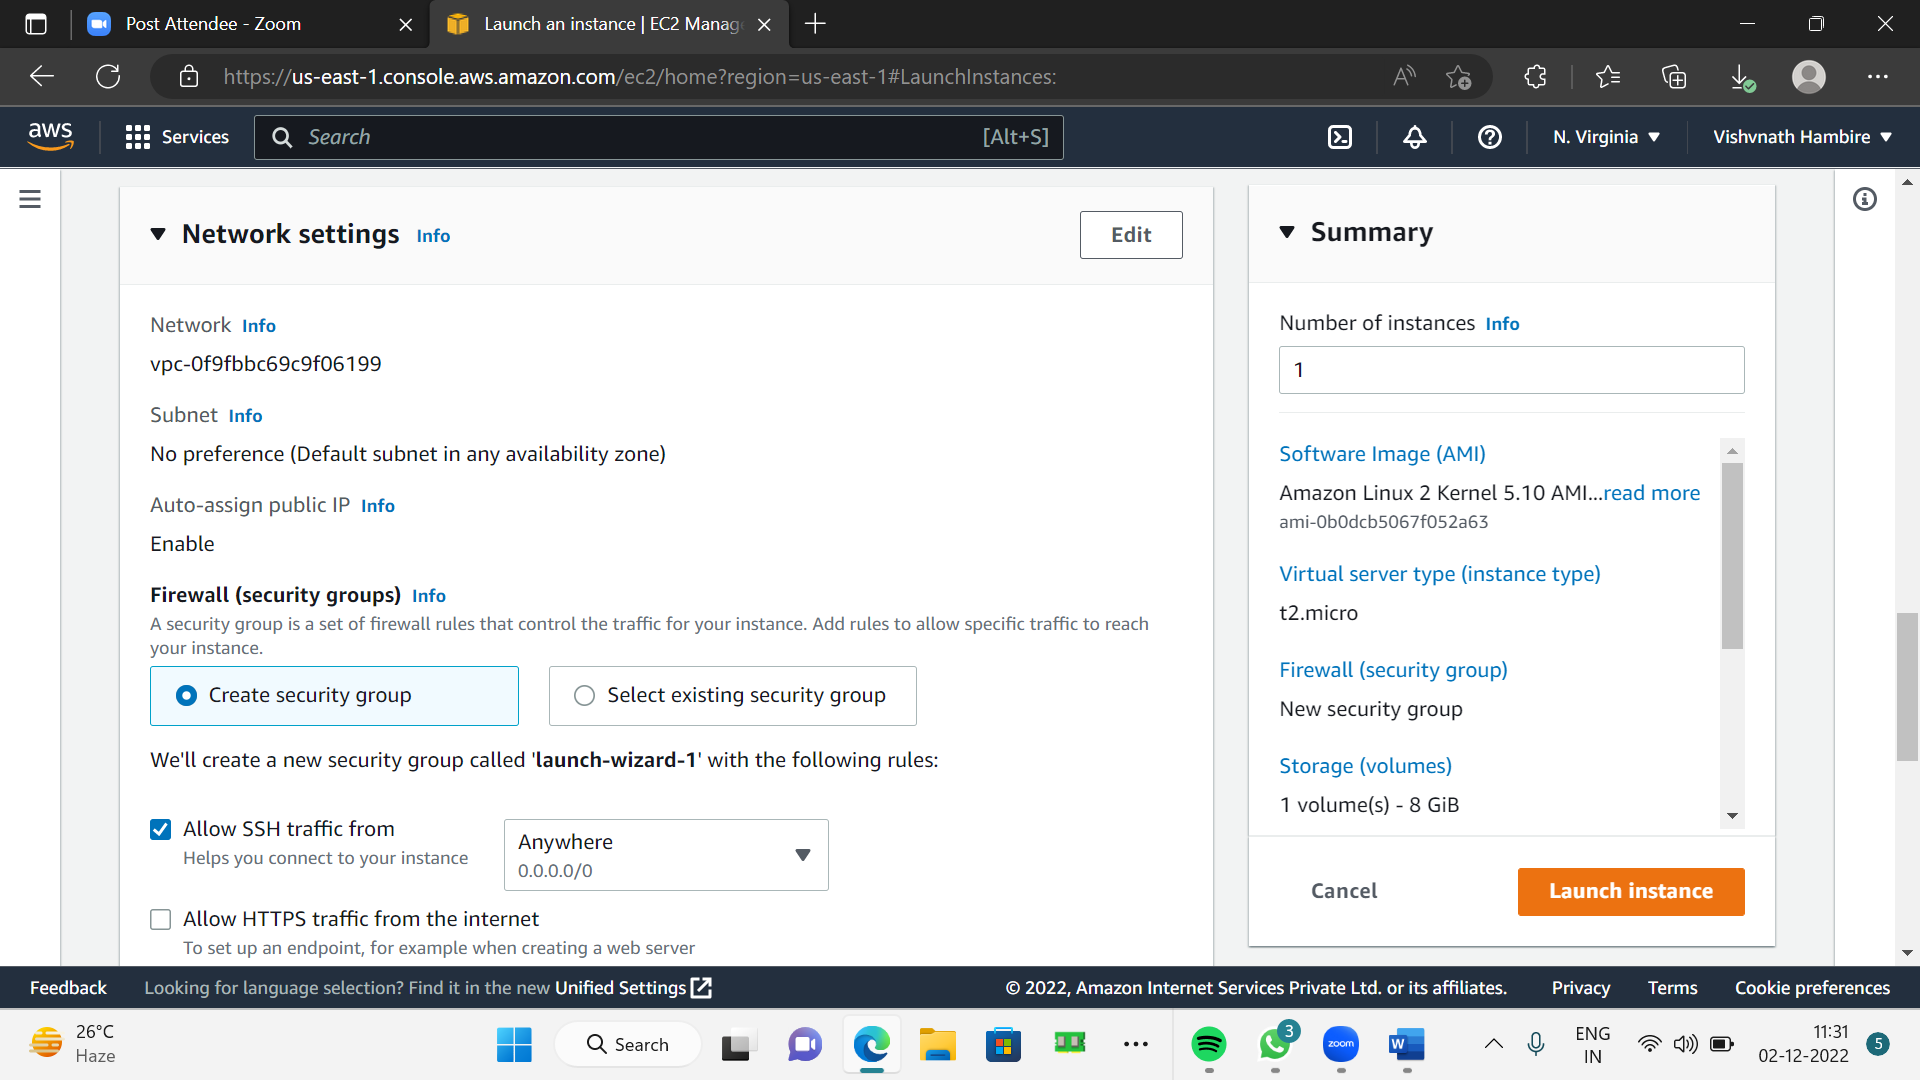 Post Attendee - Zoom
Launch an instance | EC2 Manag
https://us-east-1.console.aws.amazon.com/ec2/home?region=us-east-1#LaunchInstances:
aws
Services
Search
[Alt+S]
N. Virginia
Vishvnath Hambire
Network settings Info
Edit
Network Info
vpc-0f9fbbc69c9f06199
Subnet Info
No preference (Default subnet in any availability zone)
Auto-assign public IP Info
Enable
Firewall (security groups) Info
A security group is a set of firewall rules that control the traffic for your instance. Add rules to allow specific traffic to reach
your instance.
Create security group
Select existing security group
We'll create a new security group called 'launch-wizard-1' with the following rules:
Allow SSH traffic from
Helps you connect to your instance
Anywhere
0.0.0.0/0
Allow HTTPS traffic from the internet
To set up an endpoint, for example when creating a web server
Summary
Number of instances Info
1
Software Image (AMI)
Amazon Linux 2 Kernel 5.10 AMI...read more
ami-0b0dcb5067f052a63
Virtual server type (instance type)
t2.micro
Firewall (security group)
New security group
Storage (volumes)
1 volume(s) - 8 GiB
Cancel
Launch instance
Feedback
Looking for language selection? Find it in the new Unified Settings
© 2022, Amazon Internet Services Private Ltd. or its affiliates.
Privacy
Terms
Cookie preferences
26°C
Haze
Search
3
zoom
W
ENG
IN
11:31
02-12-2022
5